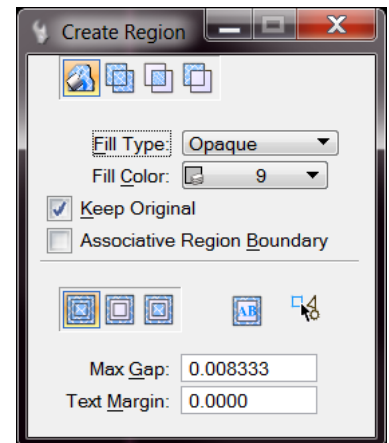 Create Region
Fill Type: Opaque
Fill Color: 9
Keep Original
Associative Region Boundary
AB
Max Gap: 0.008333
Text Margin: 0.0000